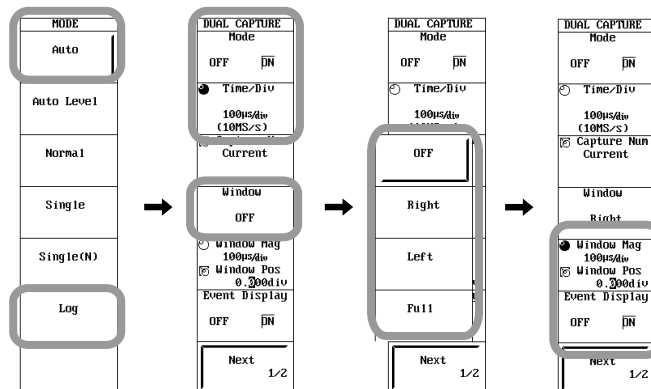 MODE
Auto
Auto Level
Normal
Single
Single(N)
Log
DUAL CAPTURE
Mode
OFF ON
Time/Div
100µs/div
(10MS/s)
Current
Window
OFF
Window Mag
100µs/div
Window Pos
0.000div
Event Display
OFF ON
Next
1/2
DUAL CAPTURE
Mode
OFF ON
Time/Div
100µs/div
OFF
Right
Left
Full
Next
1/2
DUAL CAPTURE
Mode
OFF ON
Time/Div
100µs/div
(10MS/s)
Capture Num
Current
Window
Right
Window Mag
100µs/div
Window Pos
0.000div
Event Display
OFF ON
Next
1/2